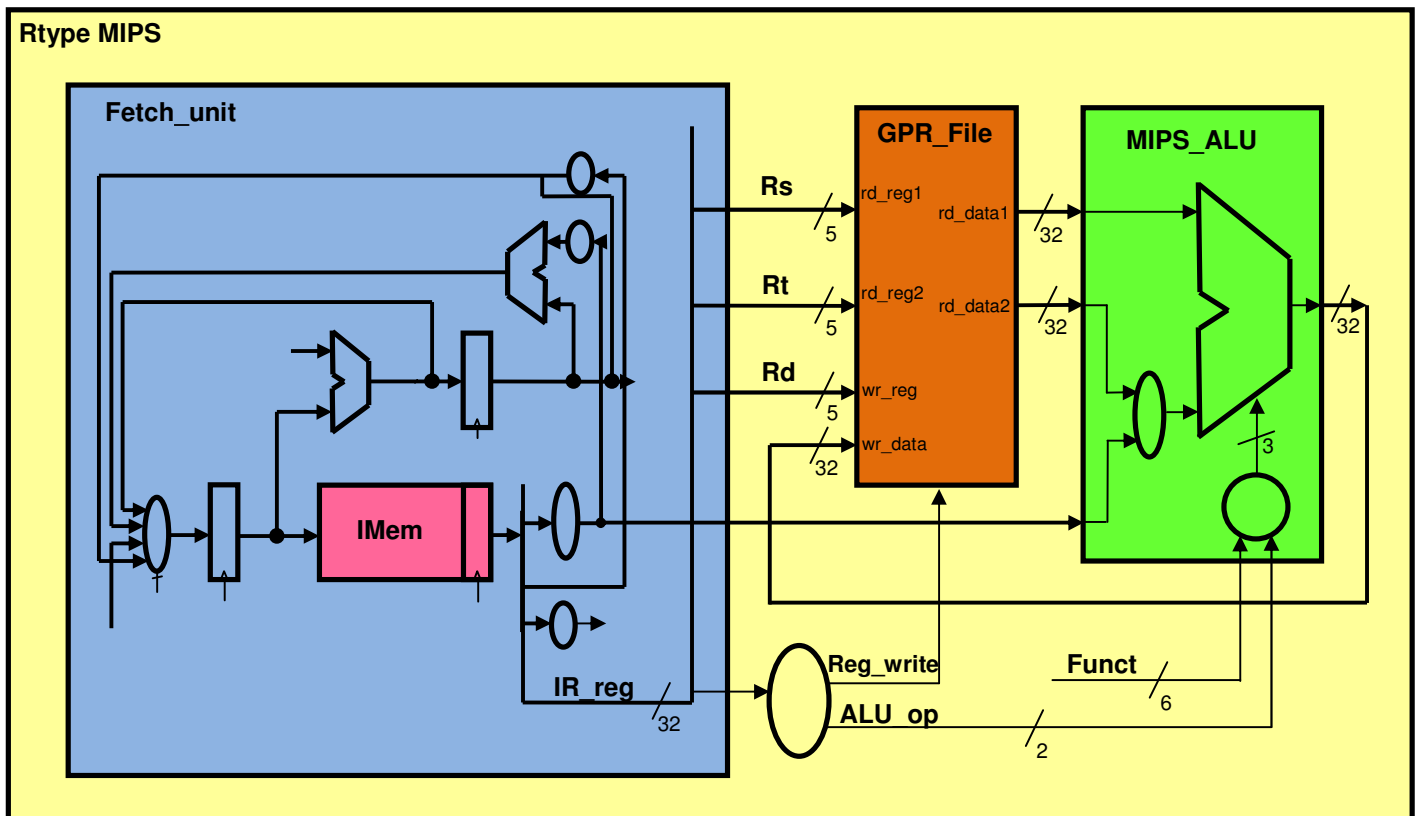 Rtype MIPS
Fetch_unit
GPR_File
MIPS_ALU
Rs
5
rd_reg1
rd_data1
32
Rt
5
rd_reg2
rd_data2
32
32
Rd
5
wr_reg
32
wr_data
3
IMem
IR_reg
32
Reg_write
ALU_op
2
Funct
6